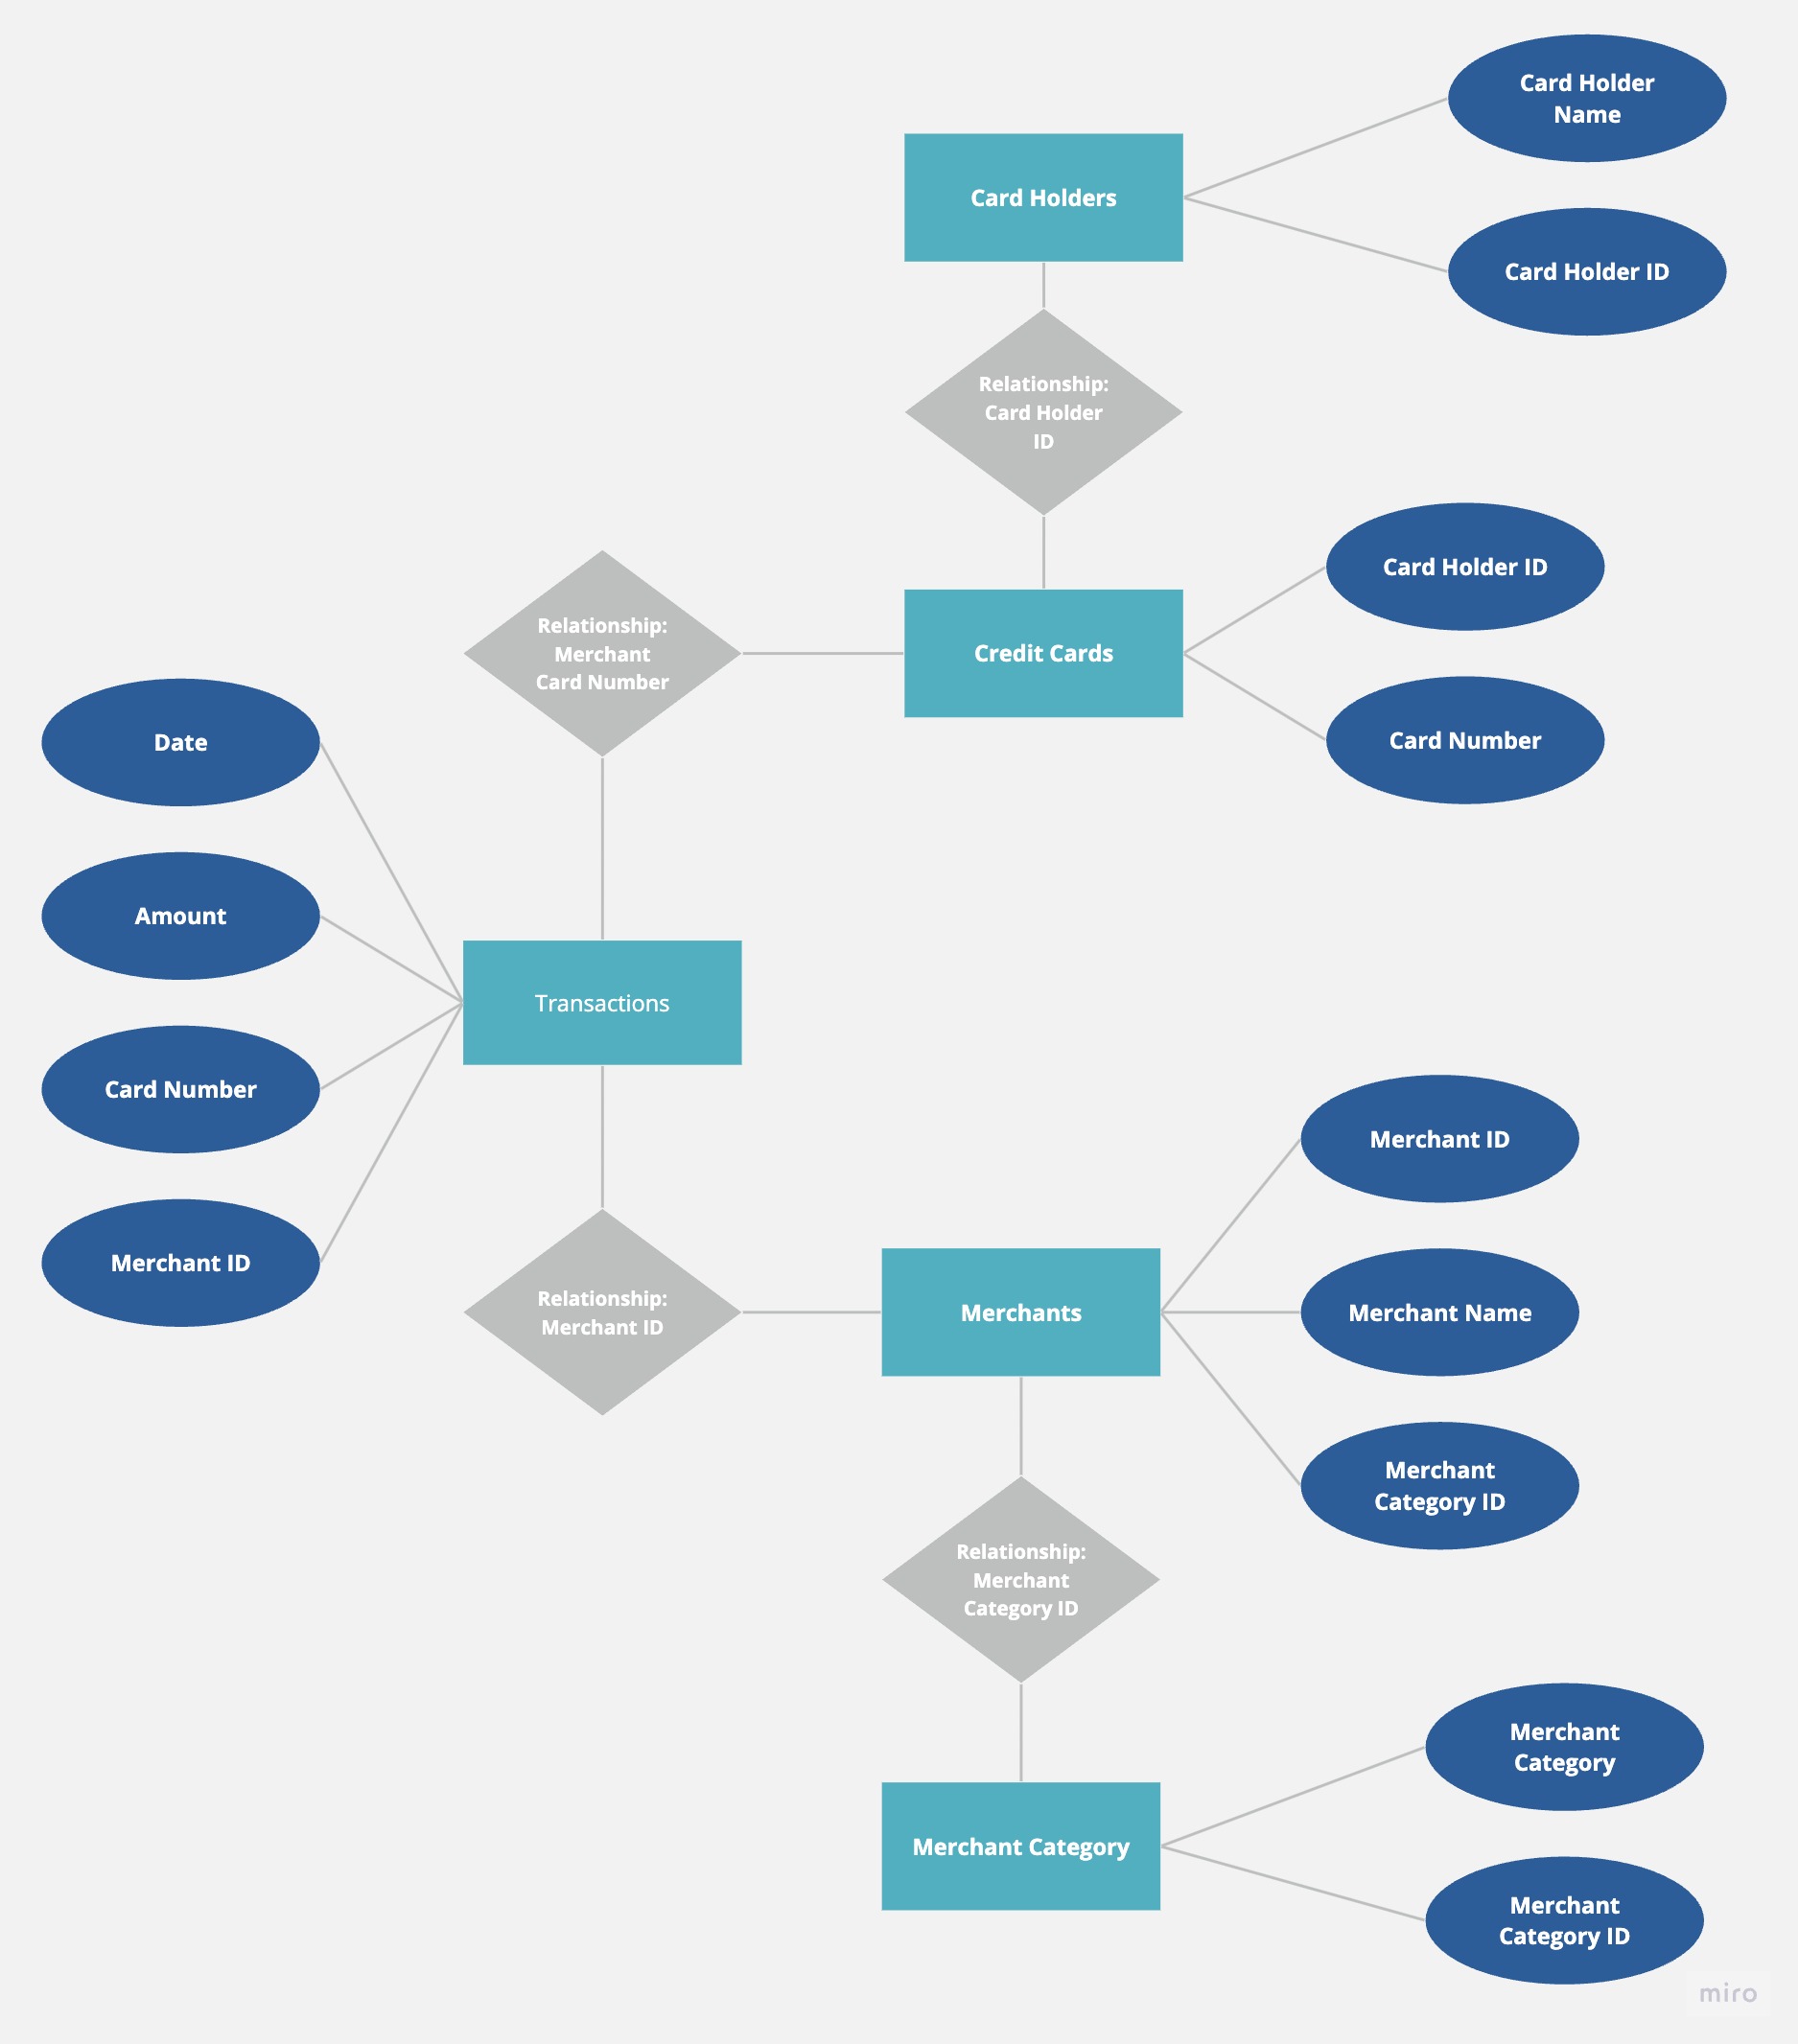 Card Holder
Name
Card Holders
Card Holder ID
Relationship:
Card Holder
ID
Card Holder ID
Relationship:
Merchant
Card Number
Credit Cards
Card Number
Date
Amount
Transactions
Card Number
Merchant ID
Merchant ID
Relationship:
Merchant ID
Merchants
Merchant Name
Merchant
Category ID
Relationship:
Merchant
Category ID
Merchant
Category
Merchant Category
Merchant
Category ID
miro